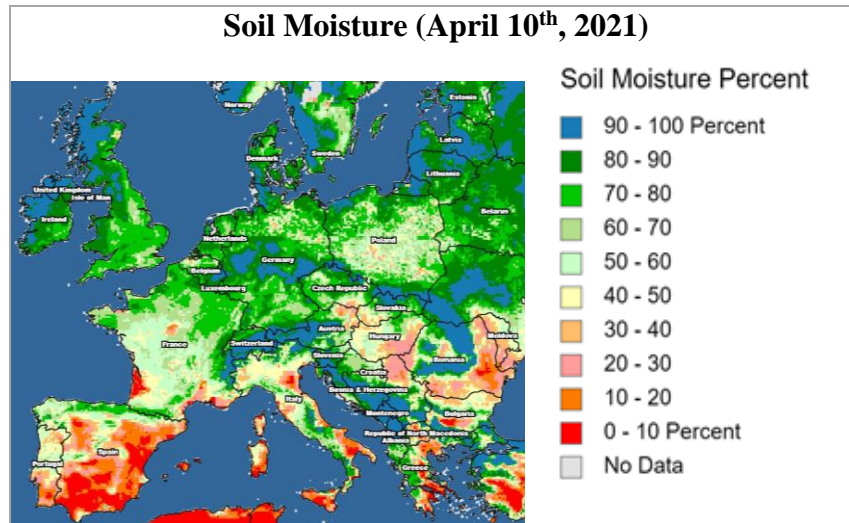 Soil Moisture (April 10th, 2021)
Soil Moisture Percent
90 - 100 Percent
80 - 90
70 - 80
60 - 70
50 - 60
40 - 50
30 - 40
20 - 30
10 - 20
0 - 10 Percent
No Data
Norway
Estonia
Sweden
Latvia
Denmark
Lithuania
United Kingdom
Isle of Man
Ireland
Belarus
Netherlands
Poland
Belgium
Germany
Luxembourg
Czech Republic
Slovakia
Austria
Moldova
France
Switzerland
Hungary
Slovenia
Romania
Croatia
Bosnia & Herzegovina
Italy
Montenegro
Bulgaria
Republic of North Macedonia
Albania
Portugal
Spain
Greece